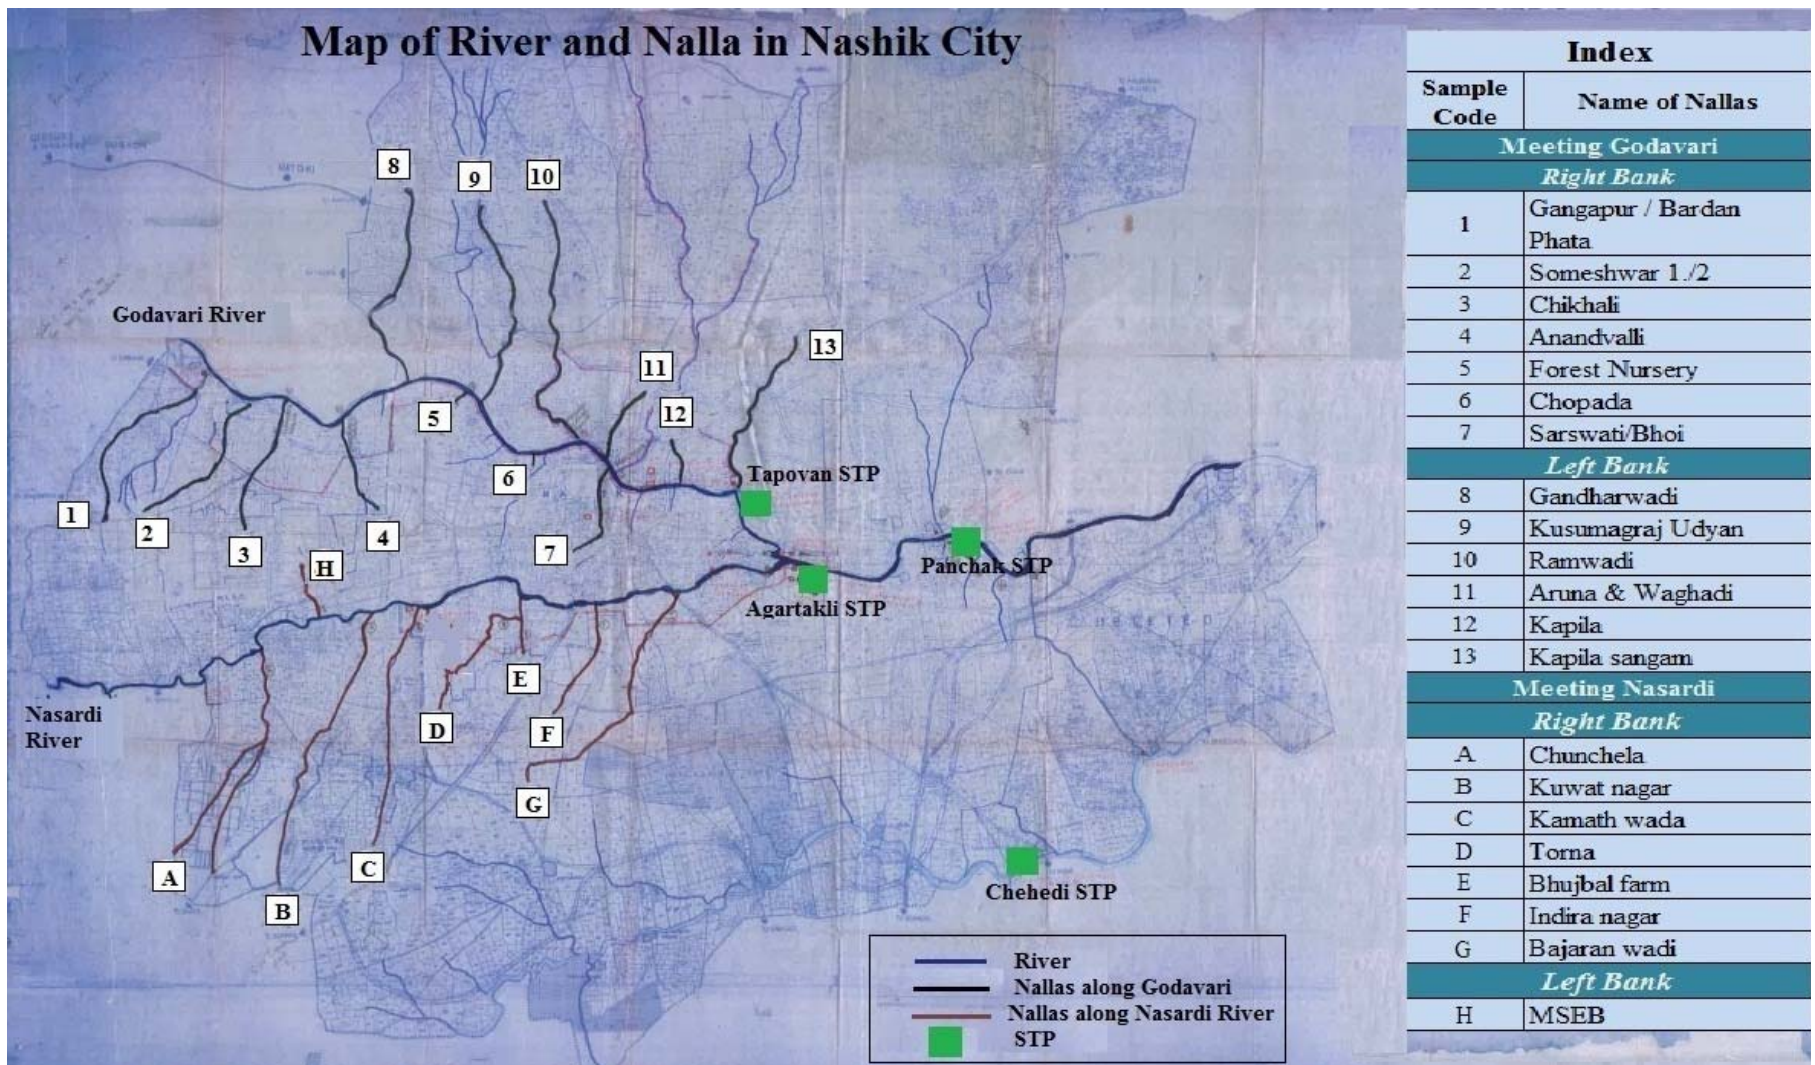 Map of River and Nalla in Nashik City
8
9
10
Godavari River
11
13
12
5
6
Tapovan STP
1
2
3
4
7
H
Panchak STP
Agartakli STP
E
Nasardi
River
D
F
G
A
B
C
Chehedi STP
River
Nallas along Godavari
Nallas along Nasardi River
STP
Index
Sample Code
Name of Nallas
Meeting Godavari
Right Bank
1 Gangapur / Bardan
Phata
2 Someshwar 1./2
3 Chikhali
4 Anandvalli
5 Forest Nursery
6 Chopada
7 Sarswati/Bhoi
Left Bank
8 Gandharwadi
9 Kusumagraj Udyan
10 Ramwadi
11 Aruna & Waghadi
12 Kapila
13 Kapila sangam
Meeting Nasardi
Right Bank
A Chunchela
B Kuwat nagar
C Kamath wada
D Torna
E Bhujbal farm
F Indira nagar
G Bajaran wadi
Left Bank
H MSEB